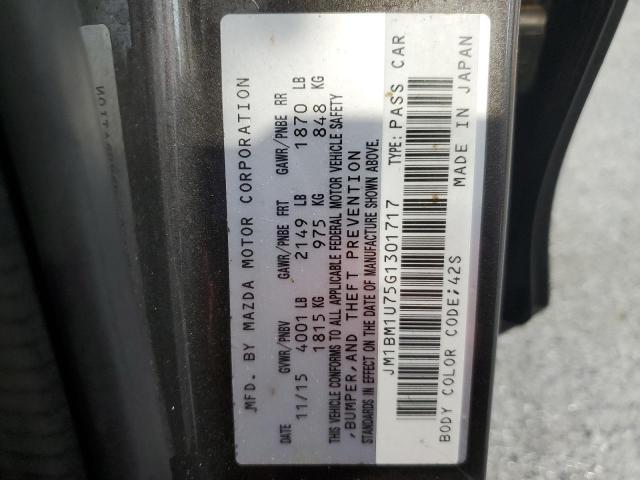 MFD. BY MAZDA MOTOR CORPORATION
DATE GVWR/PNBV GAWR/PNBE FRT GAWR/PNBE RR
11/15 4001 LB 2149 LB 1870 LB
1815 KG 975 KG 848 KG
THIS VEHICLE CONFORMS TO ALL APPLICABLE FEDERAL MOTOR VEHICLE SAFETY
, BUMPER, AND THEFT PREVENTION
STANDARDS IN EFFECT ON THE DATE OF MANUFACTURE SHOWN ABOVE.
JM1BM1U75G1301717 TYPE: PASS CAR
BODY COLOR CODE;42S MADE IN JAPAN